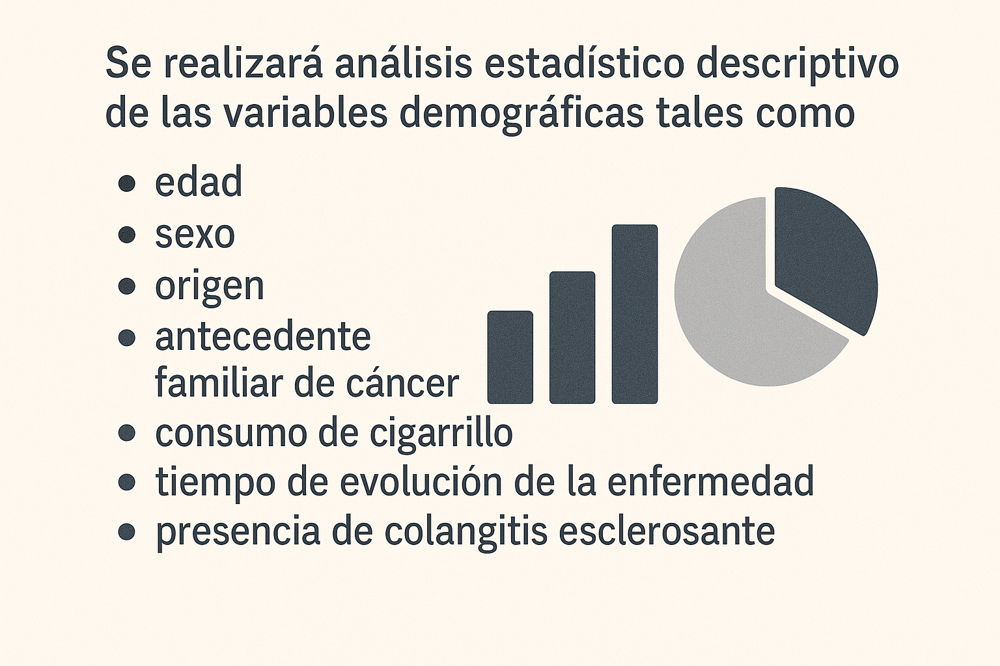 Se realizará análisis estadístico descriptivo
de las variables demográficas tales como
• edad
• sexo
• origen
• antecedente
familiar de cáncer
• consumo de cigarrillo
• tiempo de evolución de la enfermedad
• presencia de colangitis esclerosante